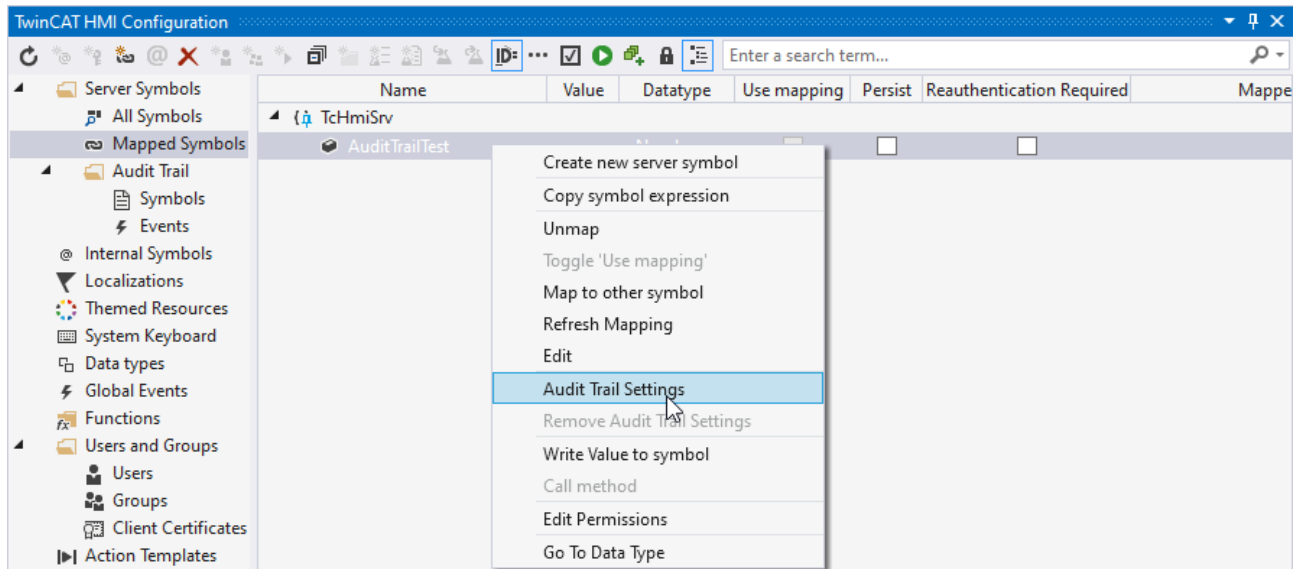 TwinCAT HMI Configuration
ID= Enter a search term...
Server Symbols
All Symbols
Mapped Symbols
Audit Trail
Symbols
Events
@ Internal Symbols
Localizations
Themed Resources
System Keyboard
Data types
Global Events
fx Functions
Users and Groups
Users
Groups
Client Certificates
Action Templates
Name Value Datatype Use mapping Persist Reauthentication Required Mappe
TcHmiSrv
AuditTrailTest
Create new server symbol
Copy symbol expression
Unmap
Toggle 'Use mapping'
Map to other symbol
Refresh Mapping
Edit
Audit Trail Settings
Remove Audit Trail Settings
Write Value to symbol
Call method
Edit Permissions
Go To Data Type